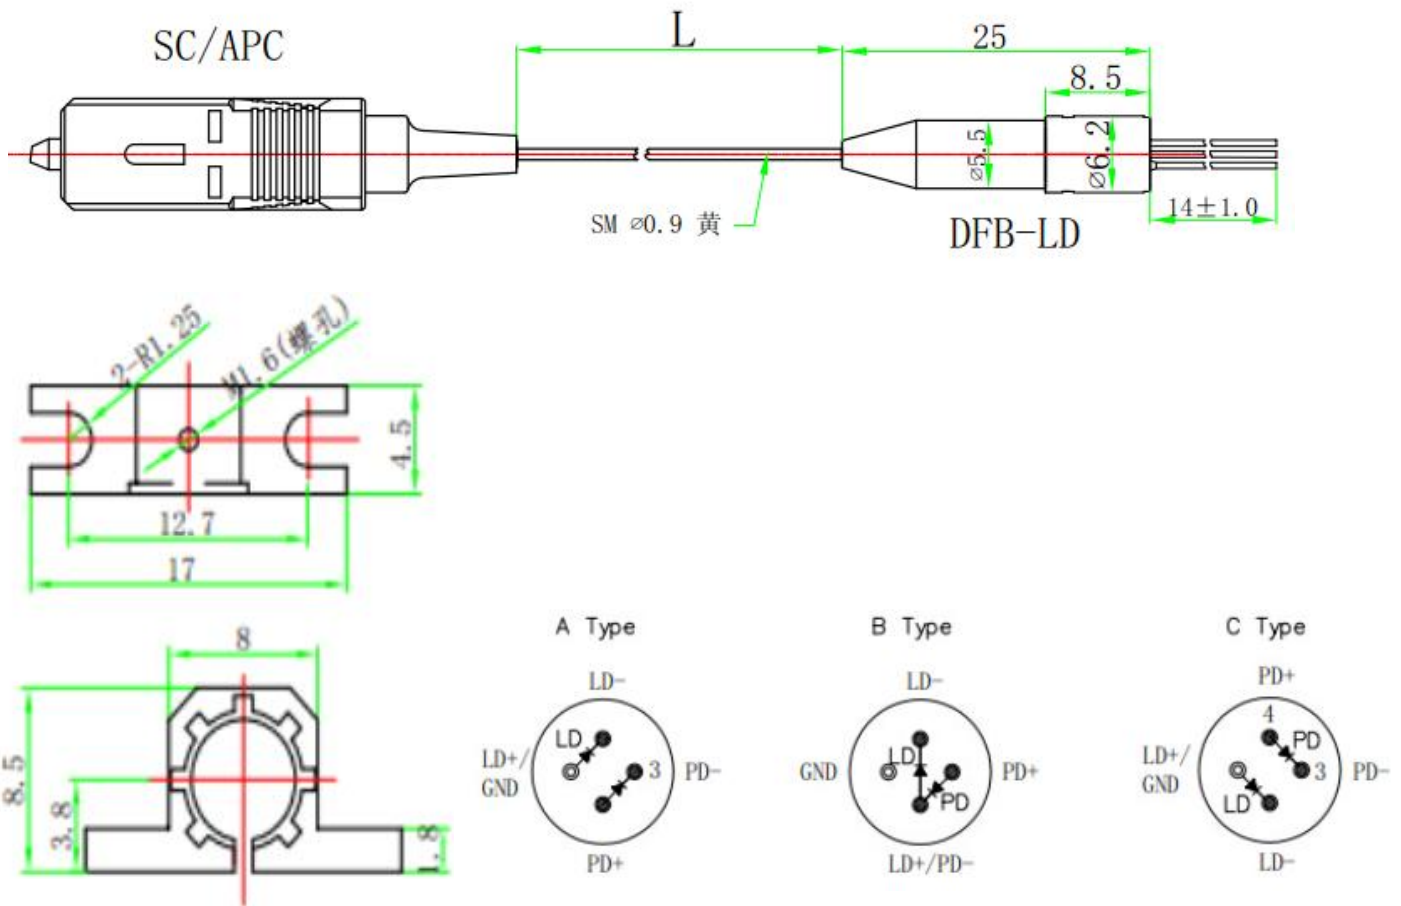 SC/APC
L
25
8.5
⌀5.5
⌀6.2
SM ⌀0.9 黄
14±1.0
DFB-LD
2-R1.25
M1.6(螺孔)
4.5
12.7
17
8
8.5
3.8
1.8
A Type
LD-
LD
LD+/
GND
3
PD-
PD+
B Type
LD-
LD
GND
PD+
PD
LD+/PD-
C Type
PD+
4
PD
LD+/
GND
3
PD-
LD
LD-